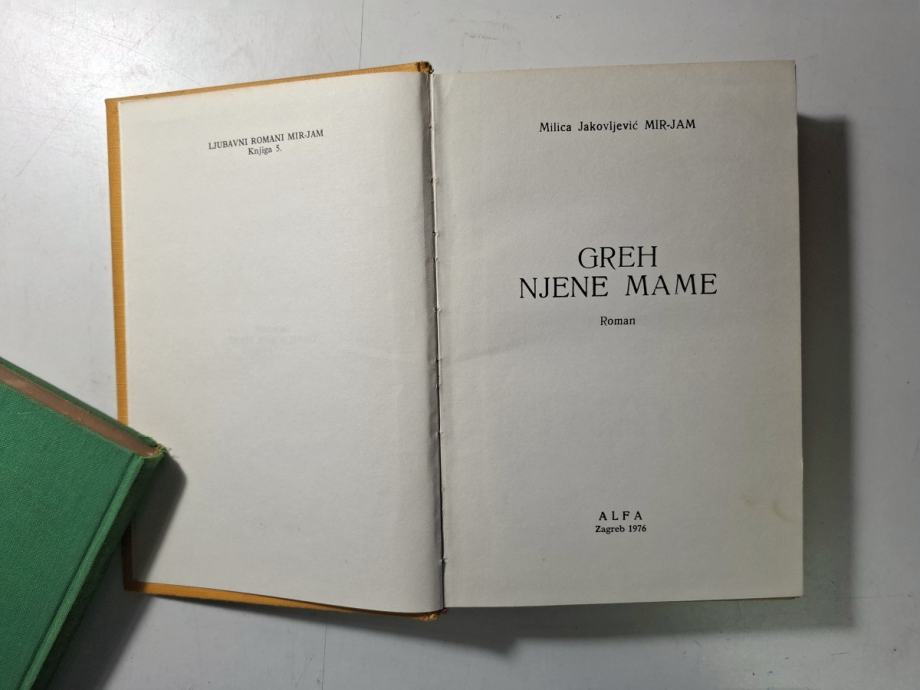 LJUBAVNI ROMANI MIR-JAM
Knjiga 5.
Milica Jakovljević MIR-JAM
GREH
NJENE MAME
Roman
ALFA
Zagreb 1976